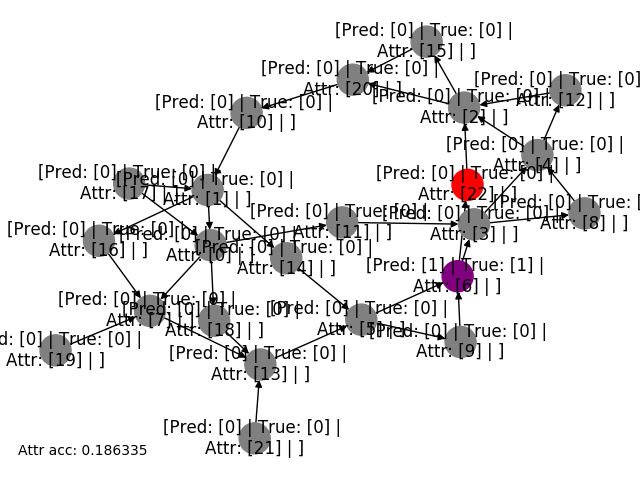 [Pred: [0] | True: [0] |
Attr: [15] | ]
[Pred: [0] | True: [0] |
Attr: [20] | ]
[Pred: [0] | True: [0]
Attr: [12] | ]
[Pred: [0] | True: [0] |
Attr: [2] | ]
[Pred: [0] | True: [0] |
Attr: [10] | ]
[Pred: [0] | True: [0] |
Attr: [4] | ]
[Pred: [0] | True: [0] |
Attr: [17] | ]
[Pred: [0] | True: [0] |
Attr: [1] | ]
[Pred: [0] | True: [0] |
Attr: [22] | ]
[Pred: [0] | True: [
Attr: [8] | ]
[Pred: [0] | True: [0] |
Attr: [11] | ]
[Pred: [0] | True: [0] |
Attr: [3] | ]
[Pred: [0] | True: [0] |
Attr: [16] | ]
[Pred: [0] | True: [0] |
Attr: [0] | ]
[Pred: [0] | True: [0] |
Attr: [14] | ]
[Pred: [1] | True: [1] |
Attr: [6] | ]
[Pred: [0] | True: [0] |
Attr: [7] | ]
[Pred: [0] | True: [0] |
Attr: [18] | ]
[Pred: [0] | True: [0] |
Attr: [5] | ]
[Pred: [0] | True: [0] |
Attr: [9] | ]
d: [0] | True: [0] |
Attr: [19] | ]
[Pred: [0] | True: [0] |
Attr: [13] | ]
[Pred: [0] | True: [0] |
Attr: [21] | ]
Attr acc: 0.186335